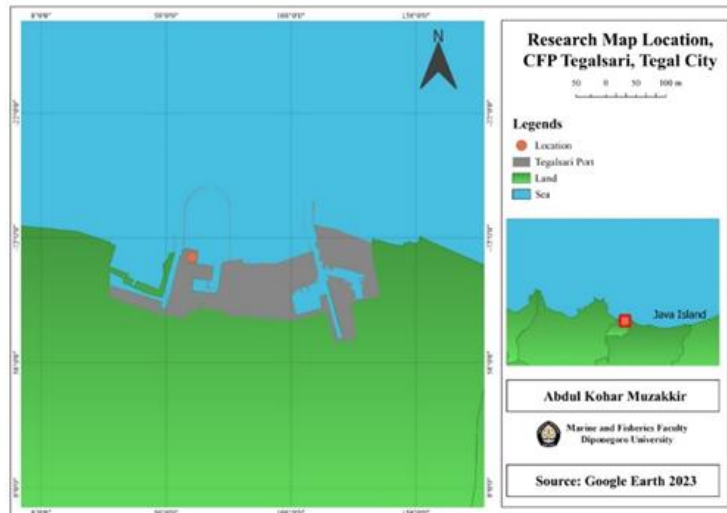 N
Research Map Location,
CFP Tegalsari, Tegal City
50 0 50 100 m
Legends
Location
Tegalsari Port
Land
Sea
Java Island
Abdul Kohar Muzakkir
Marine and Fisheries Faculty
Diponegoro University
Source: Google Earth 2023